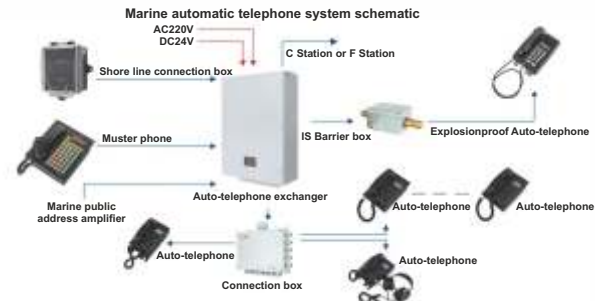 Marine automatic telephone system schematic
AC220V
DC24V
C Station or F Station
Shore line connection box
Muster phone
IS Barrier box
Explosionproof Auto-telephone
Marine public
address amplifier
Auto-telephone exchanger
Auto-telephone
Auto-telephone
Auto-telephone
Auto-telephone
Connection box